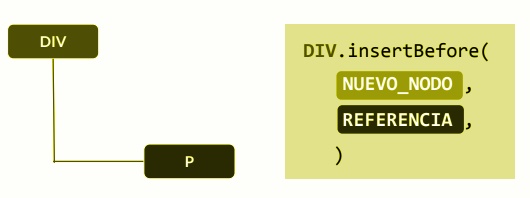 DIV
P
DIV.insertBefore(
NUEVO_NODO,
REFERENCIA,
)